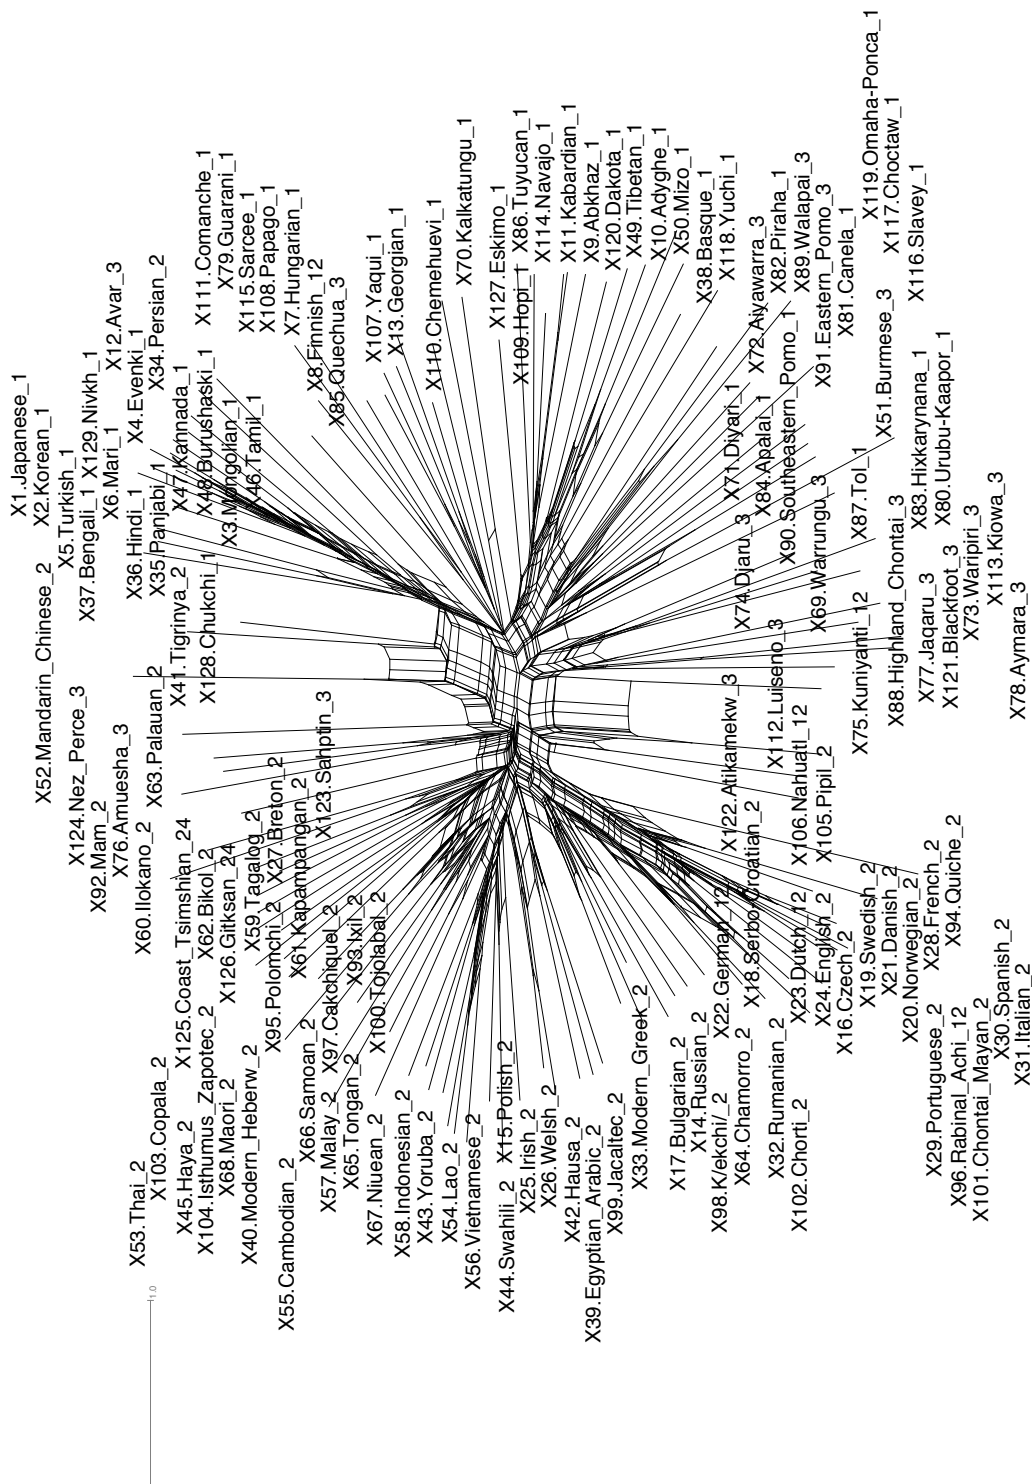 X1.Japanese_1
X2.Korean_1
X5.Turkish_1
X37.Bengali_1
X129.Nivkh_1
X6.Mari_1
X12.Avar_3
X36.Hindi_1
X4.Evenki_1
X35.Panjabi_1
X34.Persian_2
X47.Kannada_1
X48.Burushaski_1
X3.Mongolian_1
X46.Tamil_1
X111.Comanche_1
X79.Guarani_1
X115.Sarcee_1
X108.Papago_1
X7.Hungarian_1
X8.Finnish_12
X85.Quechua_3
X107.Yaqui_1
X13.Georgian_1
X110.Chemehuevi_1
X70.Kalkatungu_1
X127.Eskimo_1
X109.Hopi_1
X86.Tuyucan_1
X114.Navajo_1
X11.Kabardian_1
X9.Abkhaz_1
X120.Dakota_1
X49.Tibetan_1
X10.Adyghe_1
X50.Mizo_1
X38.Basque_1
X118.Yuchi_1
X72.Aiyawarra_3
X82.Piraha_1
X89.Walapai_3
X91.Eastern_Pomo_3
X81.Canela_1
X119.Omaha-Ponca_1
X117.Choctaw_1
X116.Slavey_1
X51.Burmese_3
X71.Diyari_1
X84.Apalai_1
X90.Southeastern_Pomo_1
X74.Djaru_3
X69.Warrungu_3
X87.Tol_1
X83.Hixkarynana_1
X80.Urubu-Kaapor_1
X75.Kuniyanti_12
X88.Highland_Chontai_3
X77.Jaqaru_3
X121.Blackfoot_3
X73.Waripiri_3
X113.Kiowa_3
X78.Aymara_3
X112.Luiseno_3
X122.Atikamekw_3
X106.Nahuatl_12
X105.Pipil_2
X94.Quiche_2
X28.French_2
X30.Spanish_2
X31.Italian_2
X101.Chontai_Mayan_2
X96.Rabinal_Achi_12
X29.Portuguese_2
X20.Norwegian_2
X21.Danish_2
X19.Swedish_2
X16.Czech_2
X24.English/_2
X23.Dutch_12
X18.Serbo-Croatian_2
X22.German_12
X102.Chorti_2
X32.Rumanian_2
X64.Chamorro_2
X98.K/ekchi/_2
X14.Russian_2
X17.Bulgarian_2
X33.Modern_Greek_2
X99.Jacaltec_2
X39.Egyptian_Arabic_2
X42.Hausa_2
X26.Welsh_2
X25.Irish_2
X15.Polish_2
X44.Swahili_2
X56.Vietnamese_2
X54.Lao_2
X43.Yoruba_2
X58.Indonesian_2
X67.Niuean_2
X100.Tojolabal_2
X65.Tongan_2
X93.Ixil_2
X57.Malay_2
X97.Cakchiquel_2
X66.Samoan_2
X61.Kapampangan_2
X55.Cambodian_2
X95.Polomchi_2
X40.Modern_Heberw_2
X59.Tagalog_2
X68.Maori_2
X126.Gitksan_24
X104.Isthumus_Zapotec_2
X62.Bikol_2
X45.Haya_2
X125.Coast_Tsimshian_24
X103.Copala_2
X53.Thai_2
X27.Breton_2
X123.Sahptin_3
X60.Ilokano_2
X63.Palauan_2
X76.Amuesha_3
X92.Mam_2
X124.Nez_Perce_3
X52.Mandarin_Chinese_2
X41.Tigrinya_2
X128.Chukchi_1
1.0